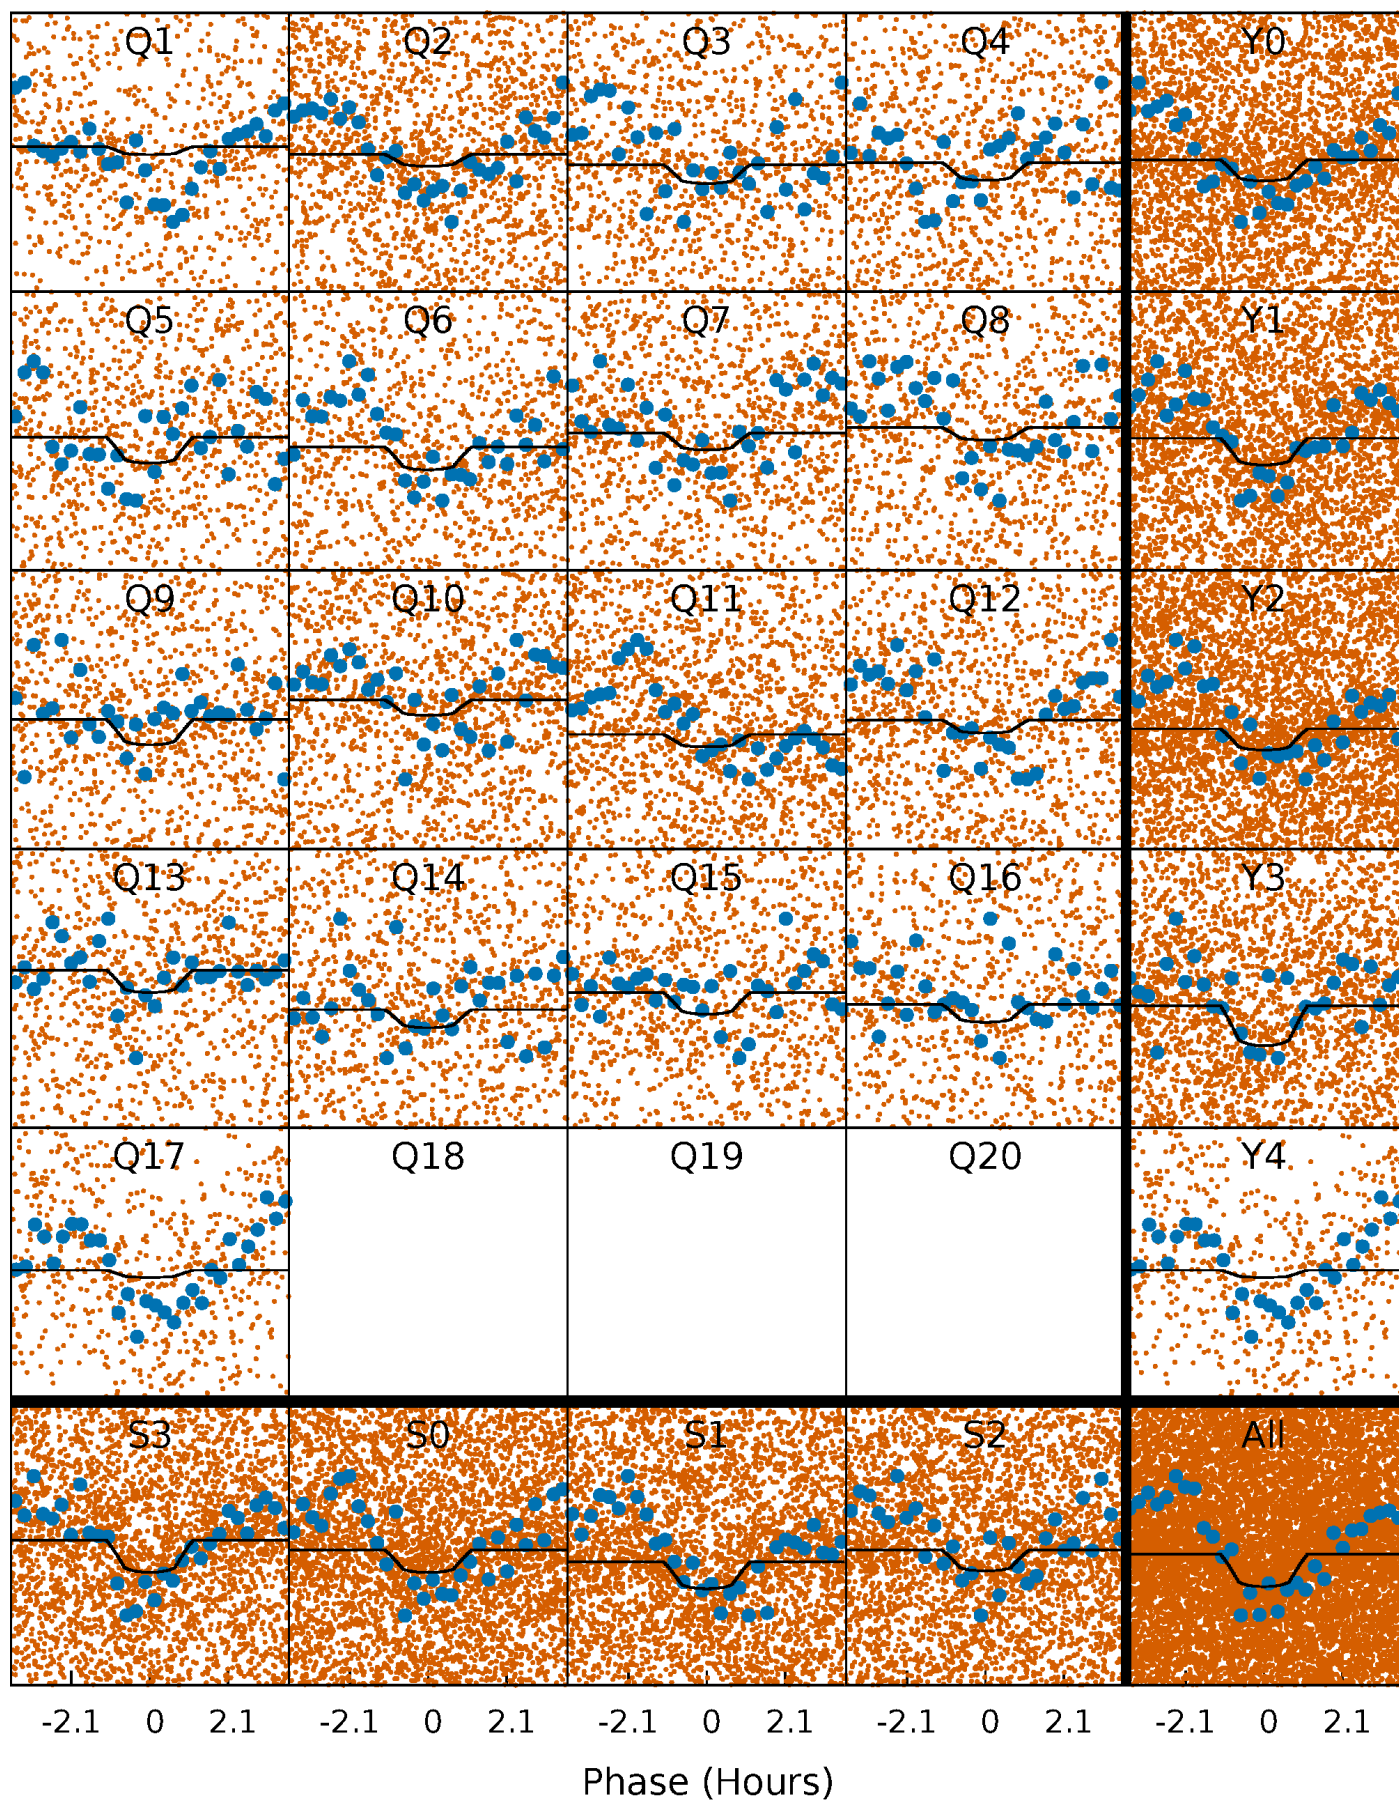 Q1 Q2 Q3 Q4 Y0
Q5 Q6 Q7 Q8 Y1
Q9 Q10 Q11 Q12 Y2
Q13 Q14 Q15 Q16 Y3
Q17 Q18 Q19 Q20 Y4
S3 S0 S1 S2 All
-2.1 0 2.1 -2.1 0 2.1 -2.1 0 2.1 -2.1 0 2.1 -2.1 0 2.1
Phase (Hours)